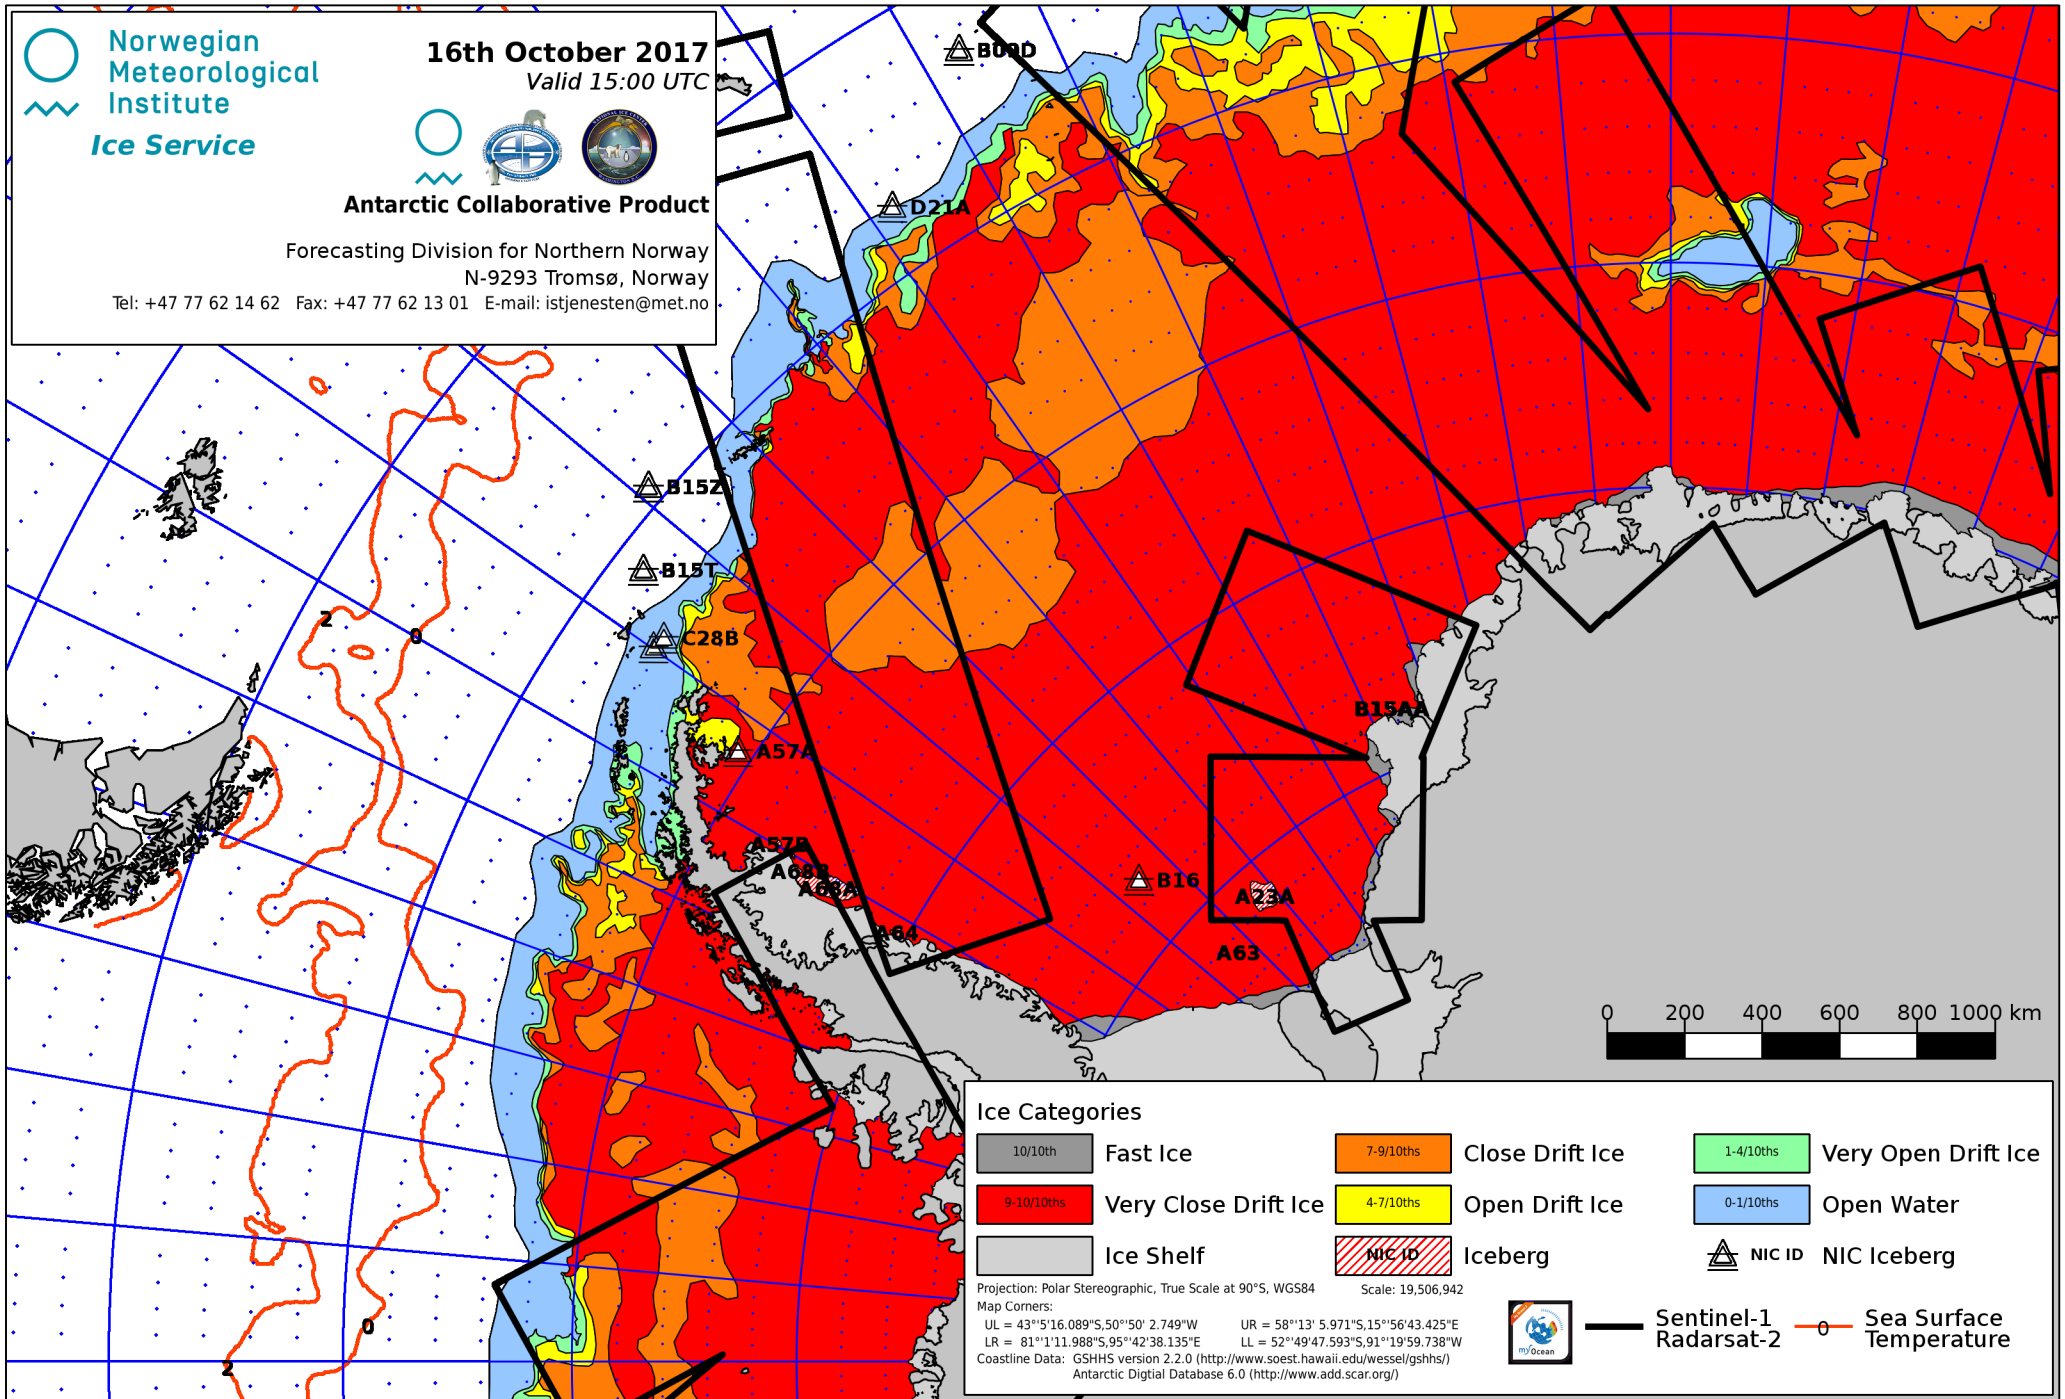 Norwegian
Meteorological
Institute
Ice Service
16th October 2017
Valid 15:00 UTC
Antarctic Collaborative Product
Forecasting Division for Northern Norway
N-9293 Tromsø, Norway
Tel: +47 77 62 14 62 Fax: +47 77 62 13 01 E-mail: istjenesten@met.no
D21A
B15Z
B15T
2
0
C28B
B15AA
A57A
A57B
A68B
A68A
B16
A23A
A64
A63
0 200 400 600 800 1000 km
0
2
Ice Categories
10/10th Fast Ice
7-9/10ths Close Drift Ice
1-4/10ths Very Open Drift Ice
9-10/10ths Very Close Drift Ice
4-7/10ths Open Drift Ice
0-1/10ths Open Water
Ice Shelf
NIC ID Iceberg
NIC ID NIC Iceberg
Projection: Polar Stereographic, True Scale at 90°S, WGS84 Scale: 19,506,942
Map Corners:
UL = 43°'5'16.089"S,50°'50' 2.749"W UR = 58°'13' 5.971"S,15°'56'43.425"E
LR = 81°'1'11.988"S,95°'42'38.135"E LL = 52°'49'47.593"S,91°'19'59.738"W
Coastline Data: GSHHS version 2.2.0 (http://www.soest.hawaii.edu/wessel/gshhs/)
Antarctic Digtial Database 6.0 (http://www.add.scar.org/)
myOcean
Sentinel-1
Radarsat-2
0
Sea Surface
Temperature